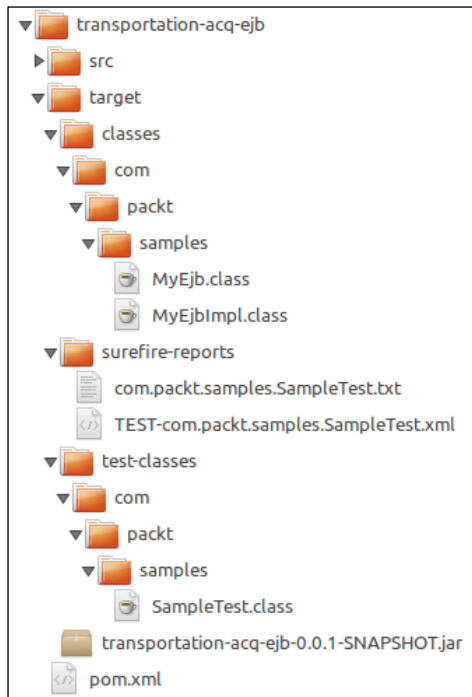 transportation-acq-ejb
src
target
classes
com
packt
samples
MyEjb.class
MyEjbImpl.class
surefire-reports
com.packt.samples.SampleTest.txt
TEST-com.packt.samples.SampleTest.xml
test-classes
com
packt
samples
SampleTest.class
transportation-acq-ejb-0.0.1-SNAPSHOT.jar
pom.xml